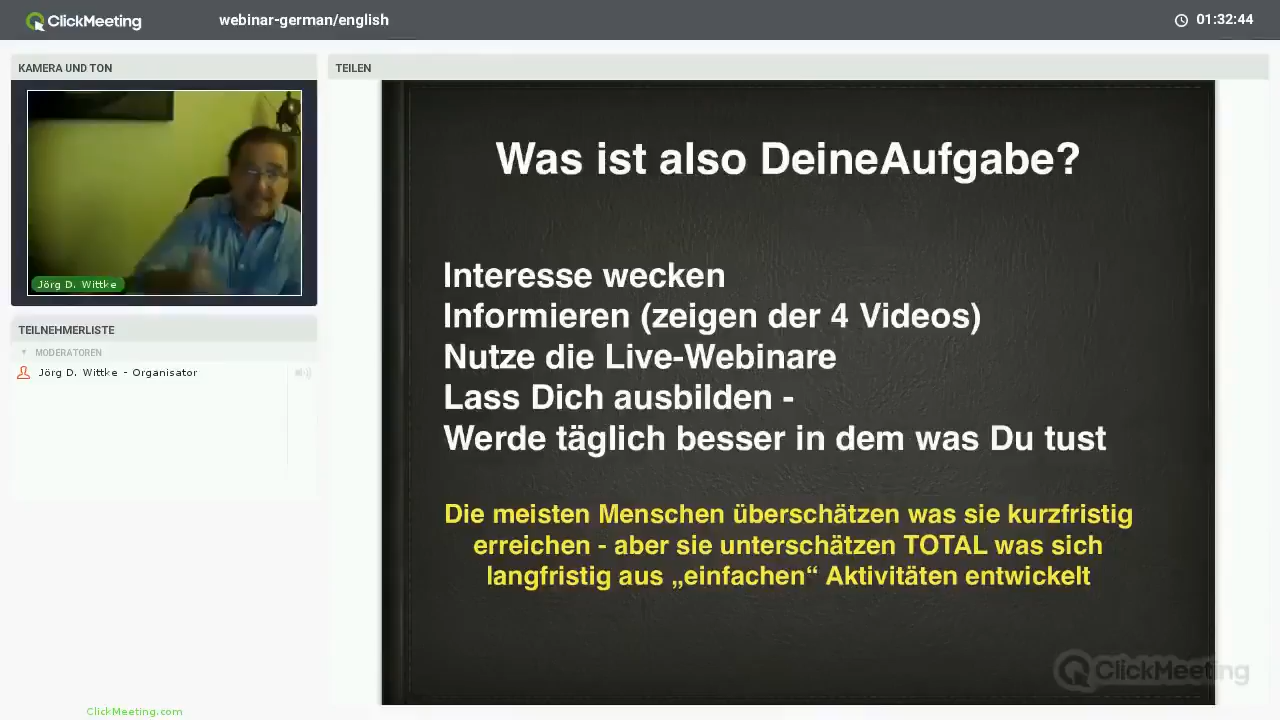 ClickMeeting
webinar-german/english
01:32:44
KAMERA UND TON
Jörg D. Wittke
TEILNEHMERLISTE
MODERATOREN
Jörg D. Wittke - Organisator
ClickMeeting.com
TEILEN
Was ist also DeineAufgabe?
Interesse wecken
Informieren (zeigen der 4 Videos)
Nutze die Live-Webinare
Lass Dich ausbilden -
Werde täglich besser in dem was Du tust
Die meisten Menschen überschätzen was sie kurzfristig
erreichen - aber sie unterschätzen TOTAL was sich
langfristig aus „einfachen“ Aktivitäten entwickelt
ClickMeeting